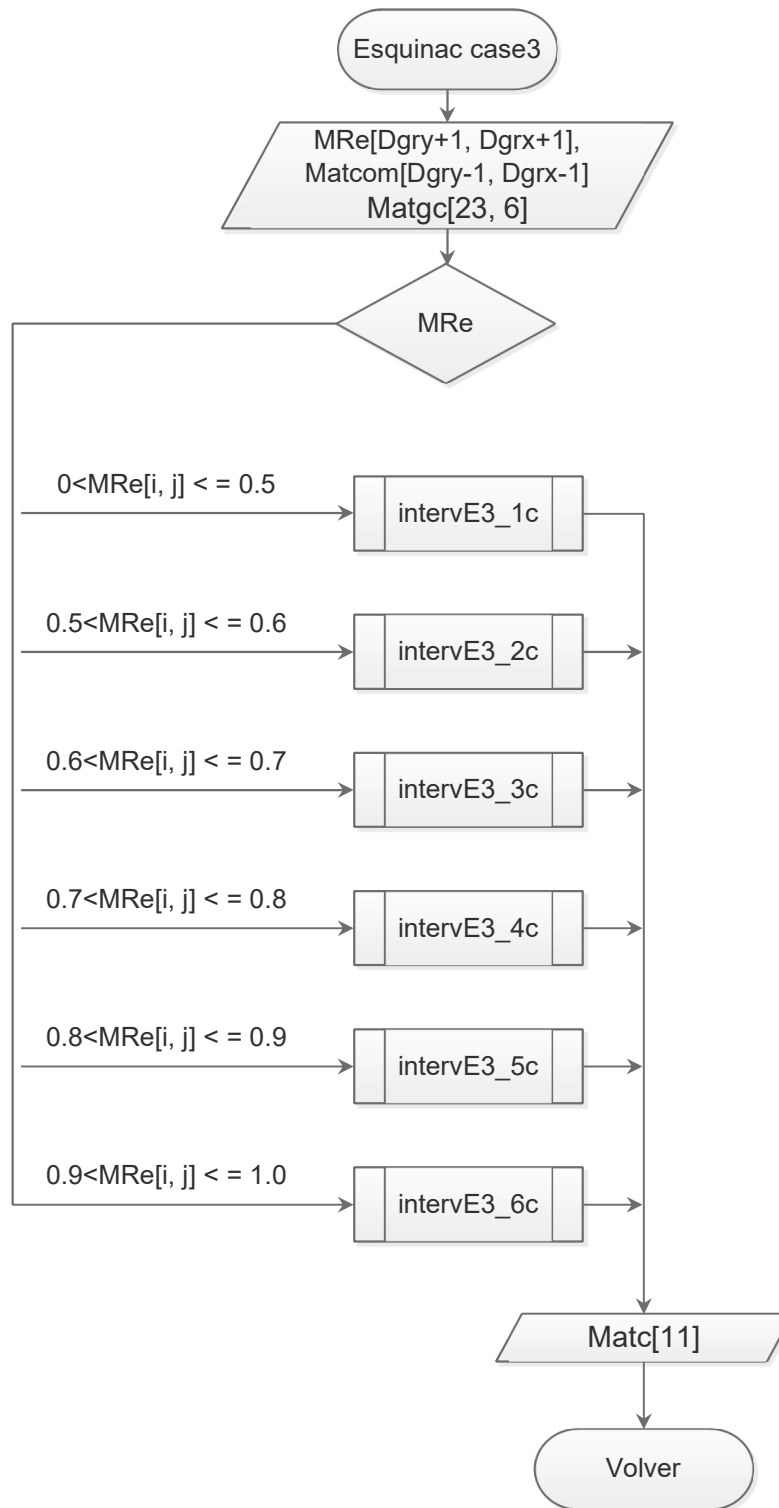 Esquinac case3
MRe[Dgry+1, Dgrx+1],
Matcom[Dgry-1, Dgrx-1]
Matgc[23, 6]
MRe
0<MRe[i, j] < = 0.5
intervE3_1c
0.5<MRe[i, j] < = 0.6
intervE3_2c
0.6<MRe[i, j] < = 0.7
intervE3_3c
0.7<MRe[i, j] < = 0.8
intervE3_4c
0.8<MRe[i, j] < = 0.9
intervE3_5c
0.9<MRe[i, j] < = 1.0
intervE3_6c
Matc[11]
Volver